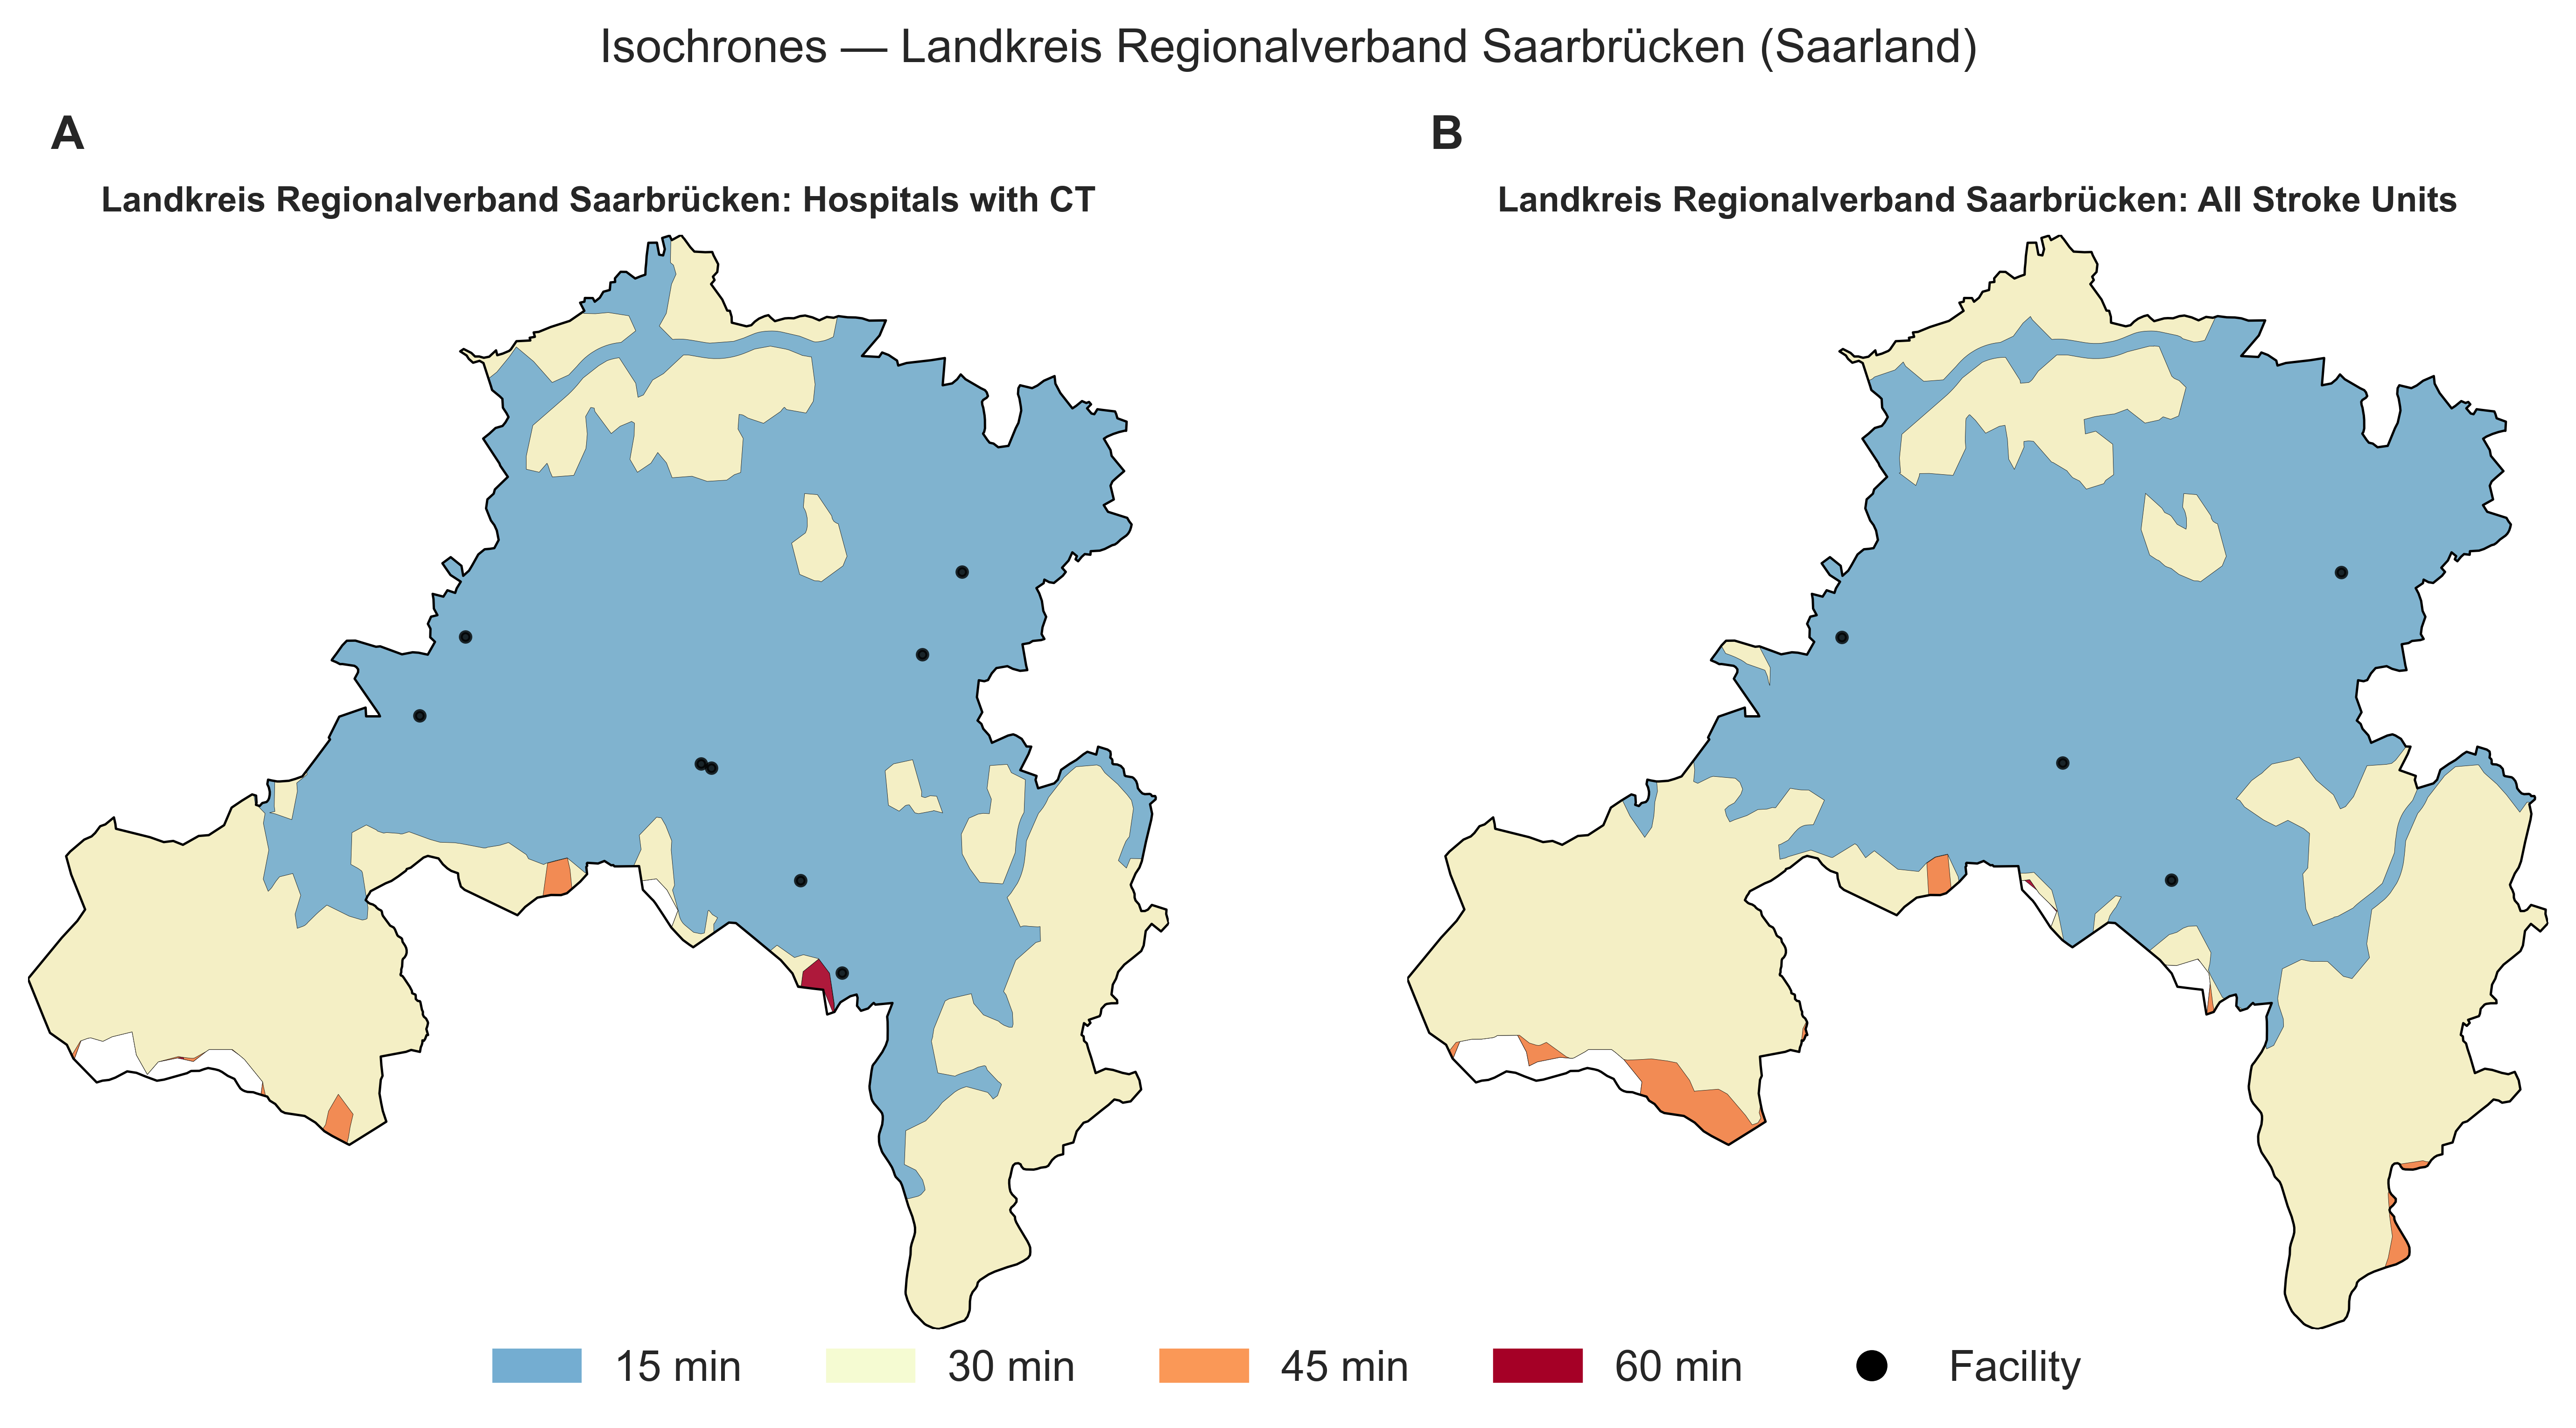 Isochrones — Landkreis Regionalverband Saarbrücken (Saarland)
A
Landkreis Regionalverband Saarbrücken: Hospitals with CT
B
Landkreis Regionalverband Saarbrücken: All Stroke Units
15 min
30 min
45 min
60 min
Facility